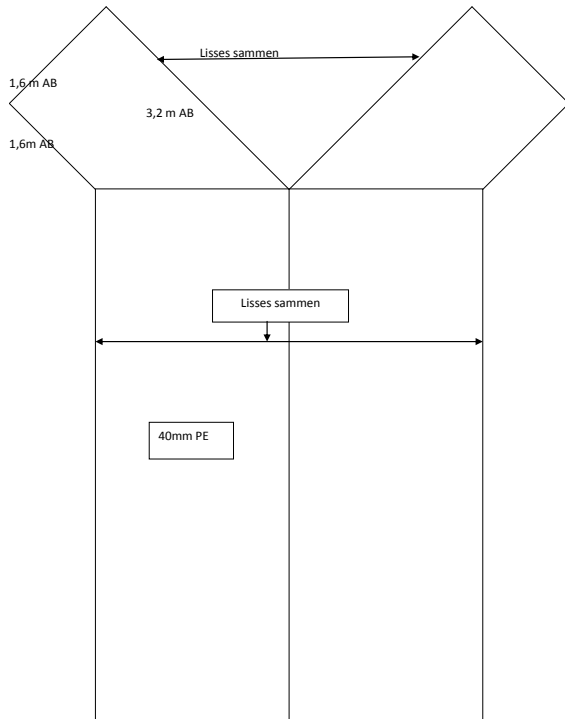 Lisses sammen
1,6 m AB
3,2 m AB
1,6m AB
Lisses sammen
40mm PE